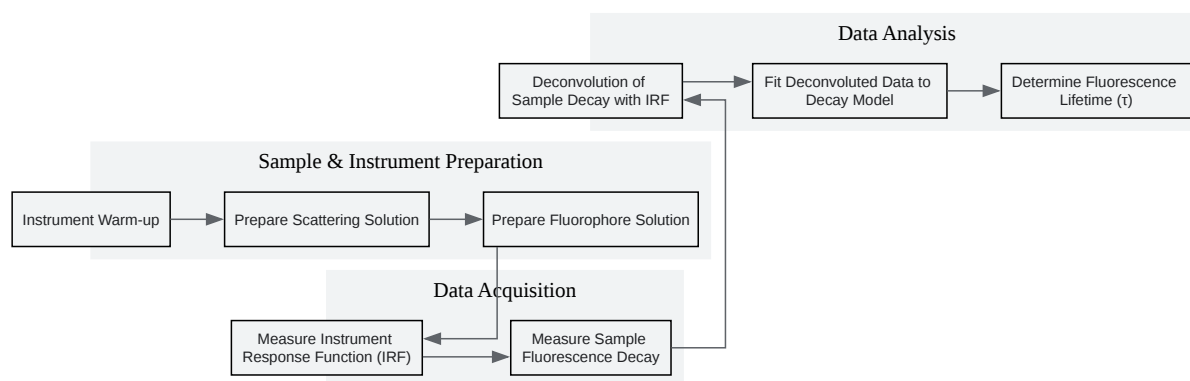 Data Analysis
Deconvolution of
Sample Decay with IRF
Fit Deconvoluted Data to
Decay Model
Determine Fluorescence
Lifetime (τ)
Sample & Instrument Preparation
Instrument Warm-up
Prepare Scattering Solution
Prepare Fluorophore Solution
Data Acquisition
Measure Instrument
Response Function (IRF)
Measure Sample
Fluorescence Decay